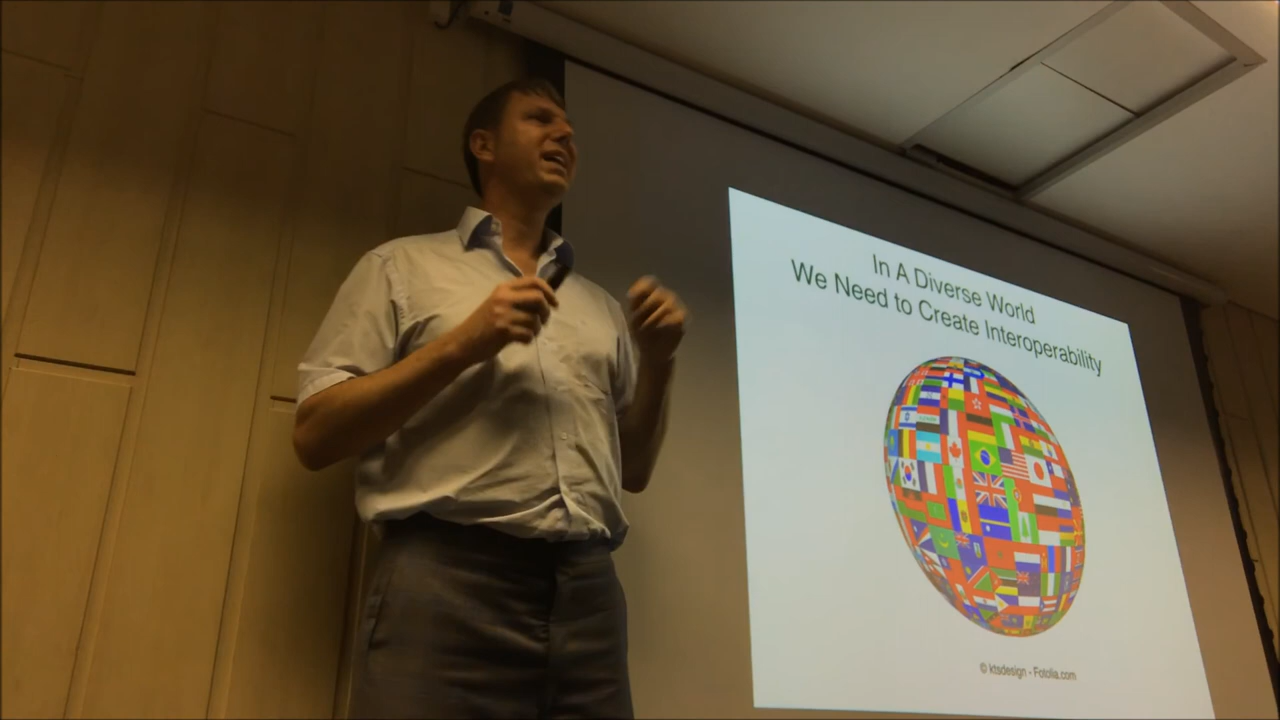 In A Diverse World
We Need to Create Interoperability
© ktsdesign - Fotolia.com